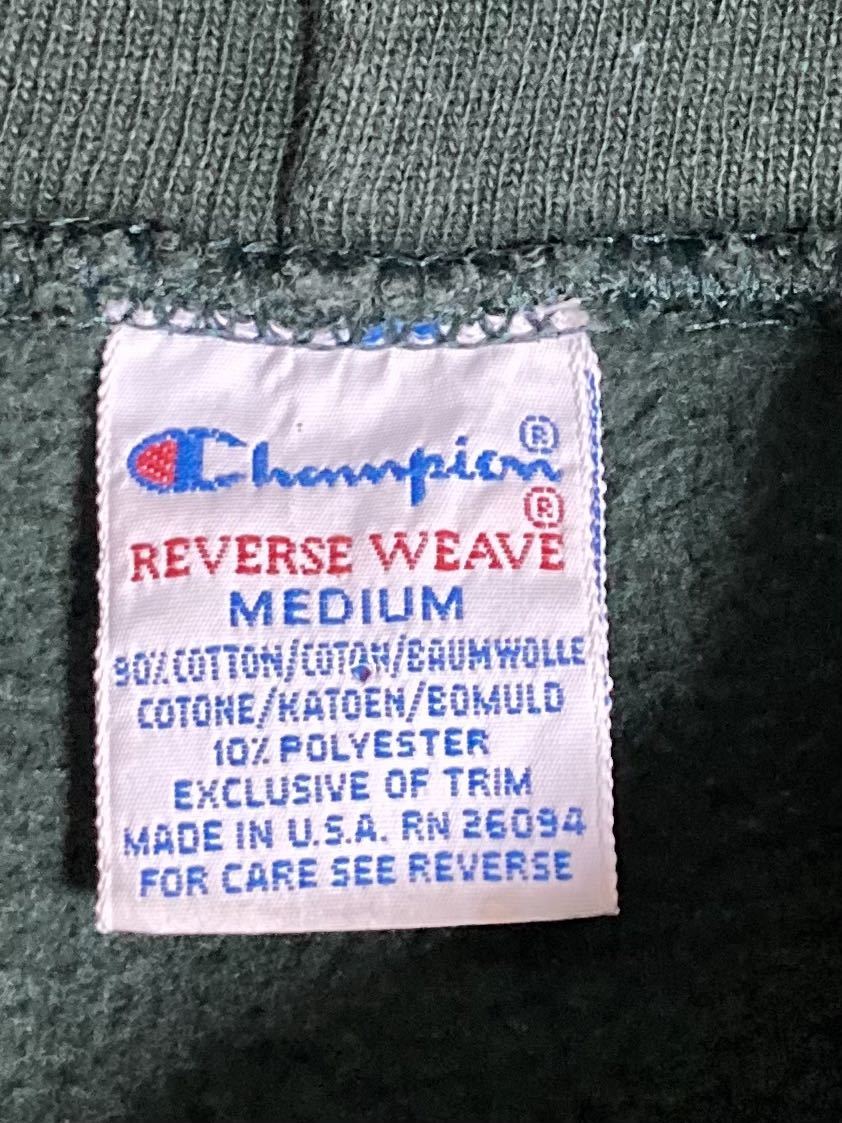 Champion®
®
REVERSE WEAVE
MEDIUM
90% COTTON/COTON/BAUMWOLLE
COTONE/KATOEN/BOMULD
10% POLYESTER
EXCLUSIVE OF TRIM
MADE IN U.S.A. RN 26094
FOR CARE SEE REVERSE